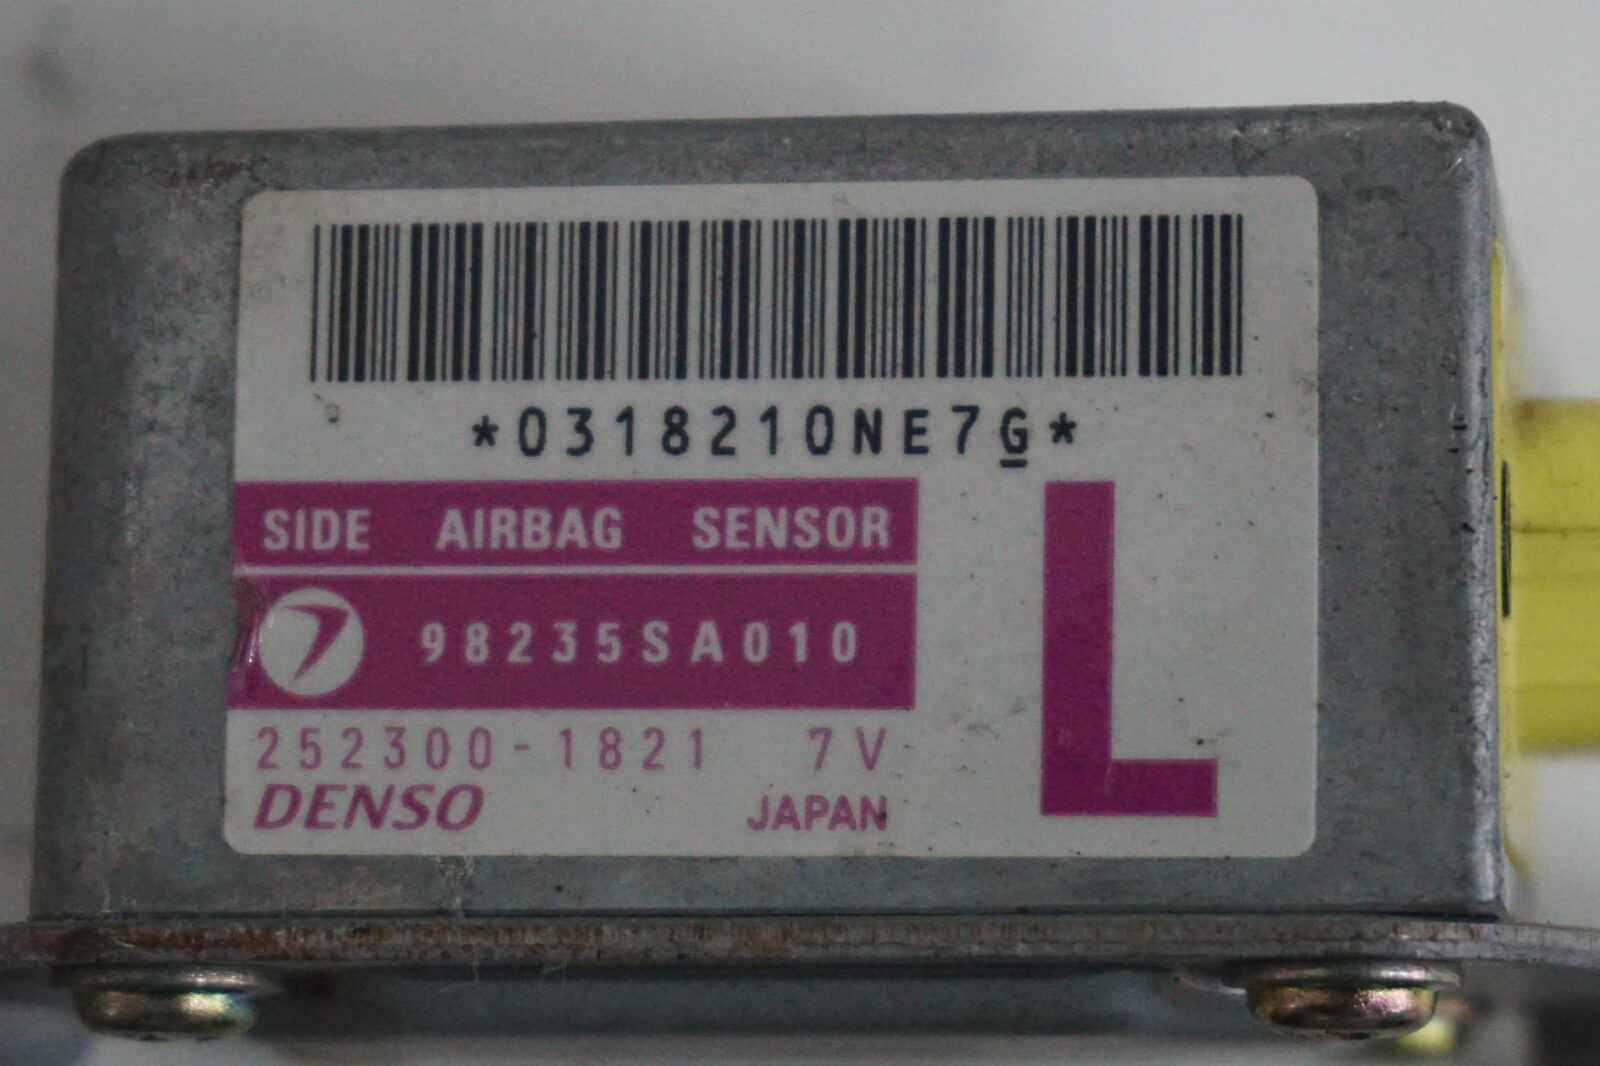 *0318210NE7G*
SIDE AIRBAG SENSOR
L
98235SA010
252300-1821 7V
DENSO JAPAN